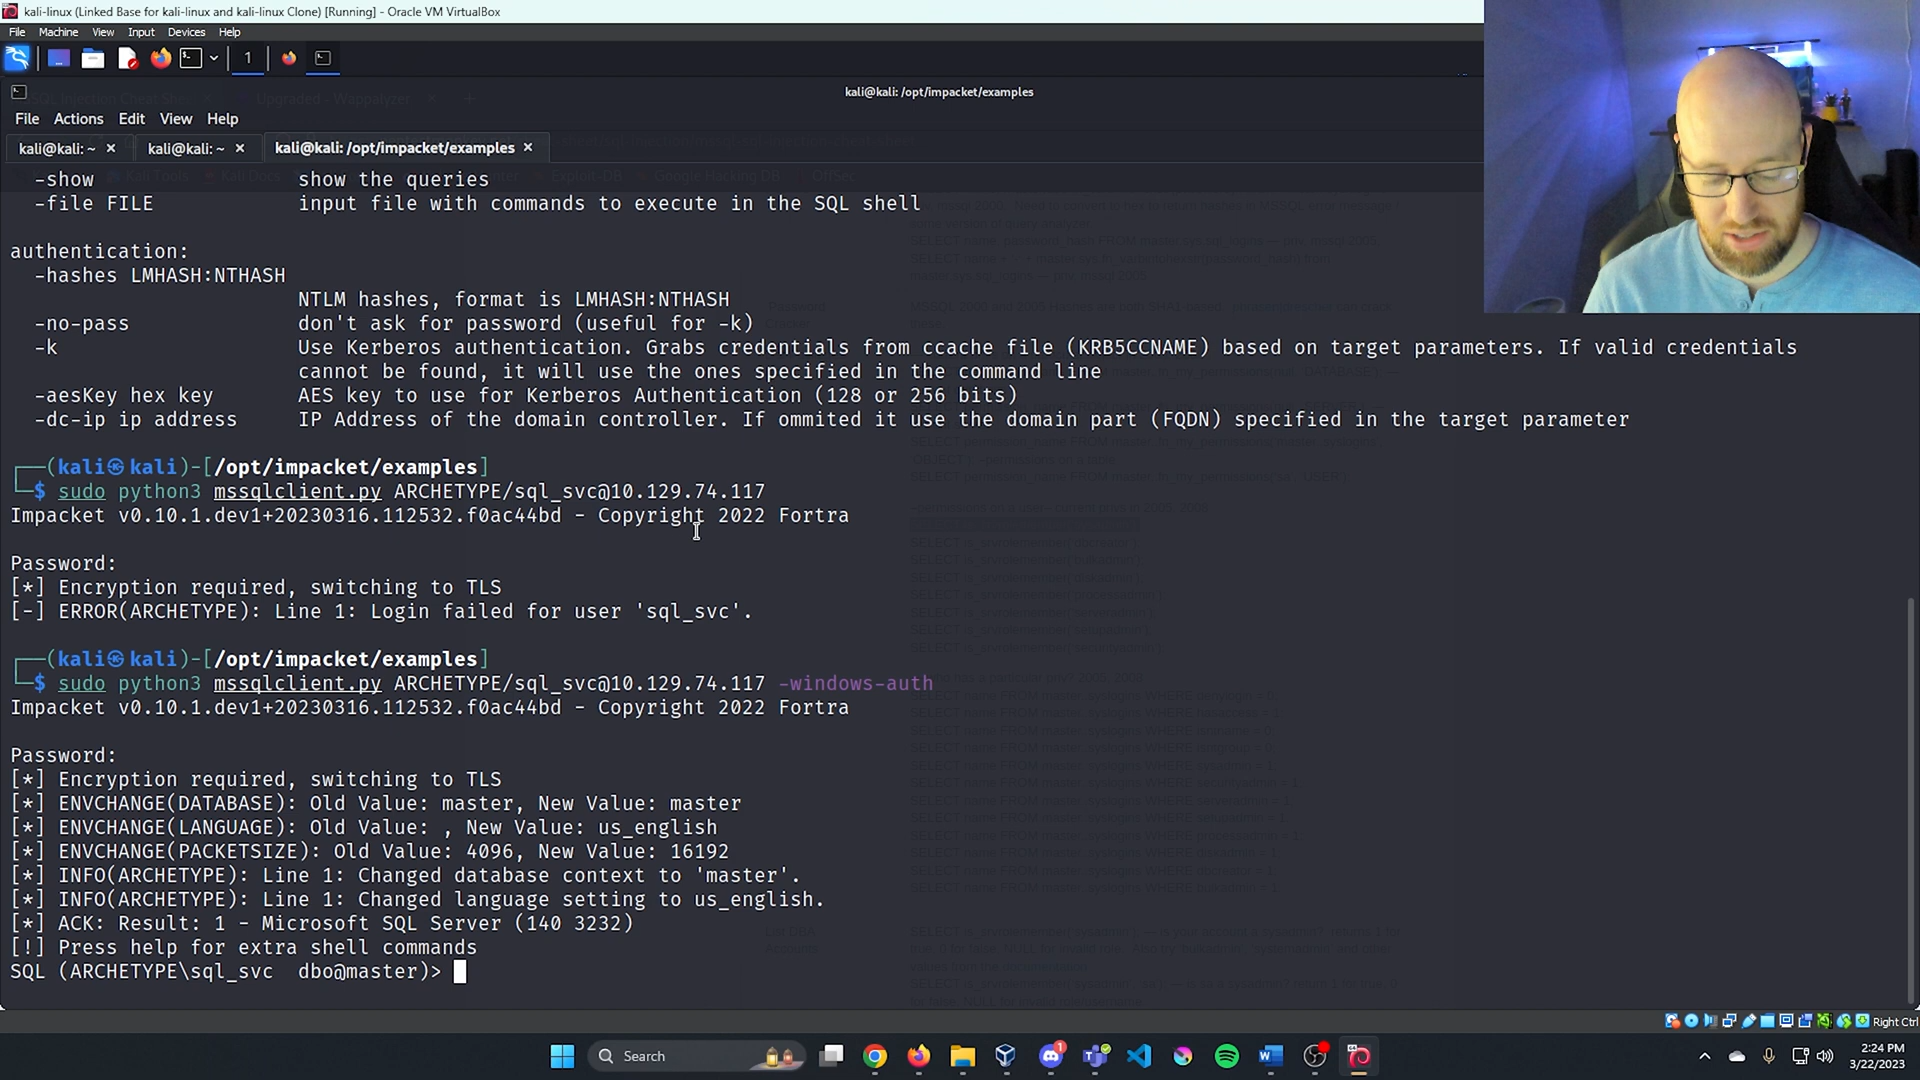 kali-linux (Linked Base for kali-linux and kali-linux Clone) [Running] - Oracle VM VirtualBox
File Machine View Input Devices Help
1
kali@kali: /opt/impacket/examples
File Actions Edit View Help
kali@kali: ~ × kali@kali: ~ × kali@kali: /opt/impacket/examples ×
-show show the queries
-file FILE input file with commands to execute in the SQL shell
authentication:
-hashes LMHASH:NTHASH
NTLM hashes, format is LMHASH:NTHASH
-no-pass don't ask for password (useful for -k)
-k Use Kerberos authentication. Grabs credentials from ccache file (KRB5CCNAME) based on target parameters. If valid credentials
cannot be found, it will use the ones specified in the command line
-aesKey hex key AES key to use for Kerberos Authentication (128 or 256 bits)
-dc-ip ip address IP Address of the domain controller. If ommited it use the domain part (FQDN) specified in the target parameter
┌──(kali㉿kali)-[/opt/impacket/examples]
└─$ sudo python3 mssqlclient.py ARCHETYPE/sql_svc@10.129.74.117
Impacket v0.10.1.dev1+20230316.112532.f0ac44bd - Copyright 2022 Fortra
Password:
[*] Encryption required, switching to TLS
[-] ERROR(ARCHETYPE): Line 1: Login failed for user 'sql_svc'.
┌──(kali㉿kali)-[/opt/impacket/examples]
└─$ sudo python3 mssqlclient.py ARCHETYPE/sql_svc@10.129.74.117 -windows-auth
Impacket v0.10.1.dev1+20230316.112532.f0ac44bd - Copyright 2022 Fortra
Password:
[*] Encryption required, switching to TLS
[*] ENVCHANGE(DATABASE): Old Value: master, New Value: master
[*] ENVCHANGE(LANGUAGE): Old Value: , New Value: us_english
[*] ENVCHANGE(PACKETSIZE): Old Value: 4096, New Value: 16192
[*] INFO(ARCHETYPE): Line 1: Changed database context to 'master'.
[*] INFO(ARCHETYPE): Line 1: Changed language setting to us_english.
[*] ACK: Result: 1 - Microsoft SQL Server (140 3232)
[!] Press help for extra shell commands
SQL (ARCHETYPE\sql_svc dbo@master)>
Right Ctrl
Search
1
2:24 PM
3/22/2023